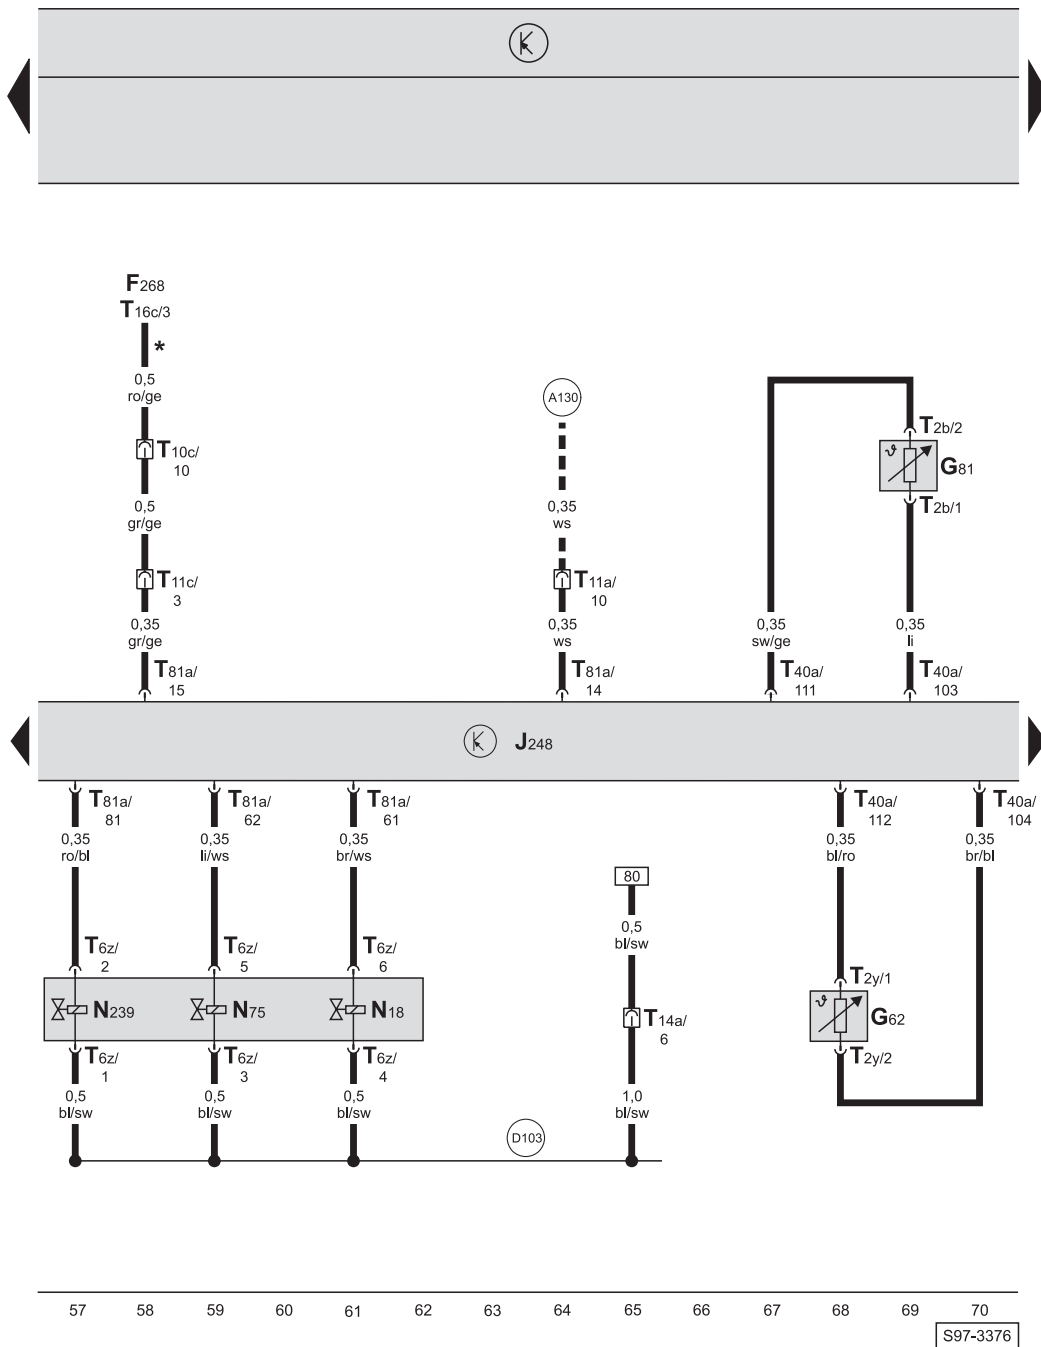 F268
T16c/3
*
0,5
ro/ge
T10c/
10
0,5
gr/ge
T11c/
3
0,35
gr/ge
T81a/
15
A130
0,35
ws
T11a/
10
0,35
ws
T81a/
14
T2b/2
G81
T2b/1
0,35
sw/ge
0,35
li
T40a/
111
T40a/
103
J248
T81a/
81
T81a/
62
T81a/
61
T40a/
112
T40a/
104
0,35
ro/bl
0,35
li/ws
0,35
br/ws
0,35
bl/ro
0,35
br/bl
80
0,5
bl/sw
T6z/
2
T6z/
5
T6z/
6
N239
N75
N18
T14a/
6
T2y/1
G62
T2y/2
T6z/
1
T6z/
3
T6z/
4
0,5
bl/sw
0,5
bl/sw
0,5
bl/sw
1,0
bl/sw
D103
57 58 59 60 61 62 63 64 65 66 67 68 69 70
S97-3376